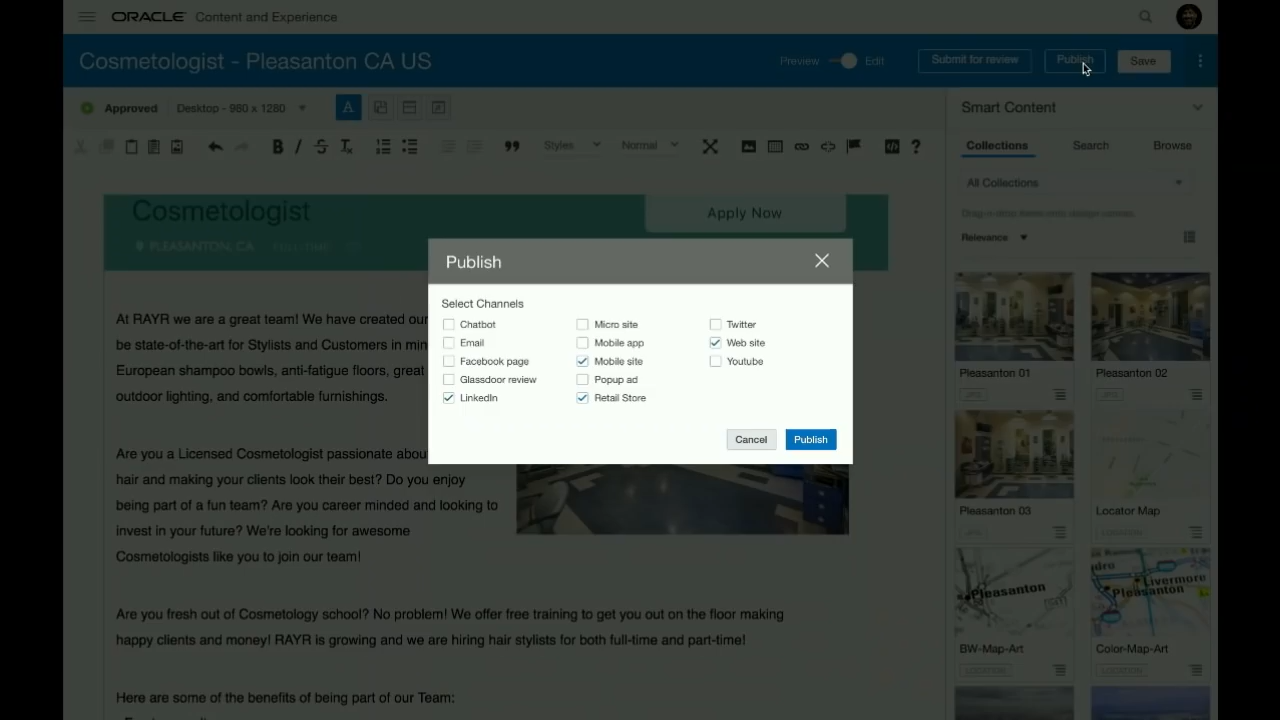 ORACLE Content and Experience
Cosmetologist - Pleasanton CA US
Preview Edit Submit for review Publish Save
Approved Desktop - 980 x 1280 A
Smart Content
Collections Search Browse
B I S Tx Styles Normal ?
All Collections
Relevance
Cosmetologist Apply Now
PLEASANTON, CA
Publish
Select Channels
Chatbot Micro site Twitter
Email Mobile app Web site
Facebook page Mobile site Youtube
Glassdoor review Popup ad
LinkedIn Retail Store
Cancel Publish
At RAYR we are a great team! We have created our
be state-of-the-art for Stylists and Customers in
European shampoo bowls, anti-fatigue floors, great
outdoor lighting, and comfortable furnishings.
Are you a Licensed Cosmetologist passionate
hair and making your clients look their best? Do you enjoy
being part of a fun team? Are you career minded and looking to
invest in your future? We're looking for awesome
Cosmetologists like you to join our team!
Are you fresh out of Cosmetology school? No problem! We offer free training to get you out on the floor making
happy clients and money! RAYR is growing and we are hiring hair stylists for both full-time and part-time!
Here are some of the benefits of being part of our Team:
Pleasanton 01 Pleasanton 02
JPG JPG
Pleasanton 03 Locator Map
JPG LOCATION
Pleasanton Livermore
Pleasanton
BW-Map-Art Color-Map-Art
LOCATION LOCATION